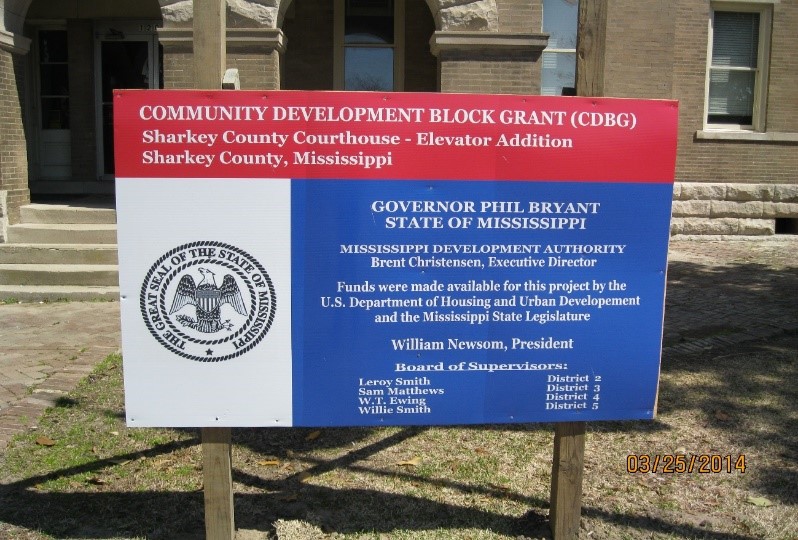 COMMUNITY DEVELOPMENT BLOCK GRANT (CDBG)
Sharkey County Courthouse - Elevator Addition
Sharkey County, Mississippi
THE GREAT SEAL OF THE STATE OF MISSISSIPPI
GOVERNOR PHIL BRYANT
STATE OF MISSISSIPPI
MISSISSIPPI DEVELOPMENT AUTHORITY
Brent Christensen, Executive Director
Funds were made available for this project by the
U.S. Department of Housing and Urban Developement
and the Mississippi State Legislature
William Newsom, President
Board of Supervisors:
Leroy Smith District 2
Sam Matthews District 3
W.T. Ewing District 4
Willie Smith District 5
03/25/2014